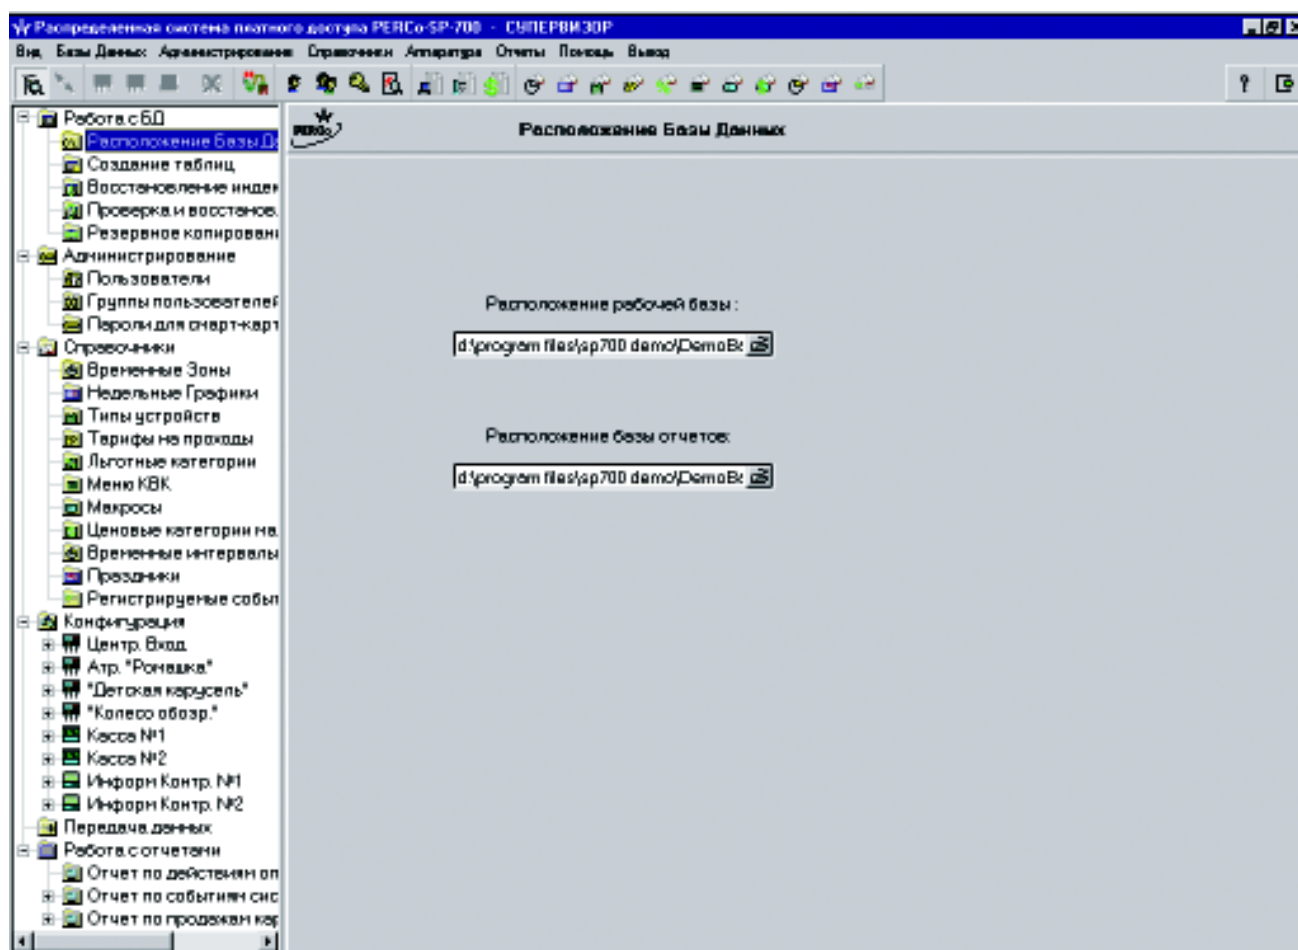 Распределенная система платного доступа PERCo-SP-700 - СУПЕРВИЗОР
Вид Базы Данных Администрирование Справочники Аппаратура Отчеты Помощь Выход
?
Работа с БД
Расположение Базы Да
Создание таблиц
Восстановление индек
Проверка и восстанов.
Резервное копировани
Администрирование
Пользователи
Группы пользователей
Пароли для смарт-карт
Справочники
Временные Зоны
Недельные Графики
Типы устройств
Тарифы на проходы
Льготные категории
Меню КВК
Макросы
Ценовые категории на
Временные интервалы
Праздники
Регистрируемые событ
Конфигурация
Центр. Вход
Атр. "Ромашка"
"Детская карусель"
"Колесо обозр."
Касса №1
Касса №2
Информ Контр. №1
Информ Контр. №2
Передача данных
Работа с отчетами
Отчет по действиям оп
Отчет по событиям сис
Отчет по продажам кар
PERCo
Расположение Базы Данных
Расположение рабочей базы :
d:\program files\sp700 demo\DemoBa
Расположение базы отчетов:
d:\program files\sp700 demo\DemoBa